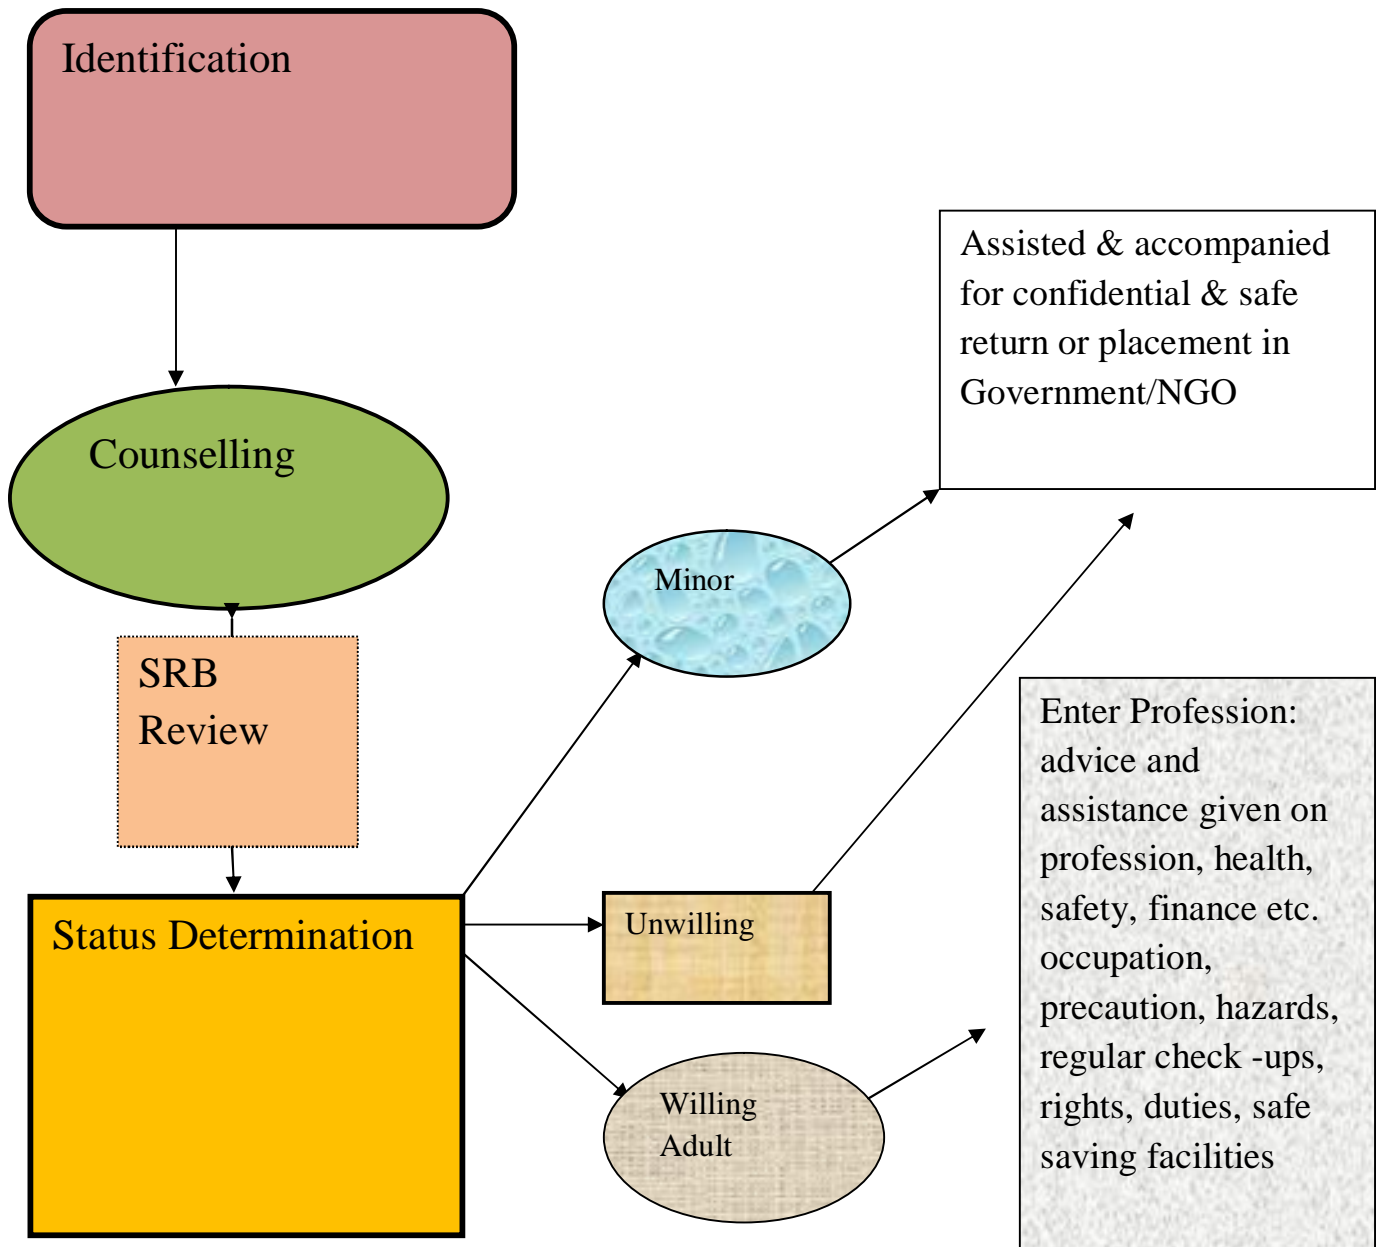 Identification
Counselling
SRB
Review
Status Determination
Minor
Unwilling
Willing
Adult
Assisted & accompanied
for confidential & safe
return or placement in
Government/NGO
Enter Profession:
advice and
assistance given on
profession, health,
safety, finance etc.
occupation,
precaution, hazards,
regular check -ups,
rights, duties, safe
saving facilities